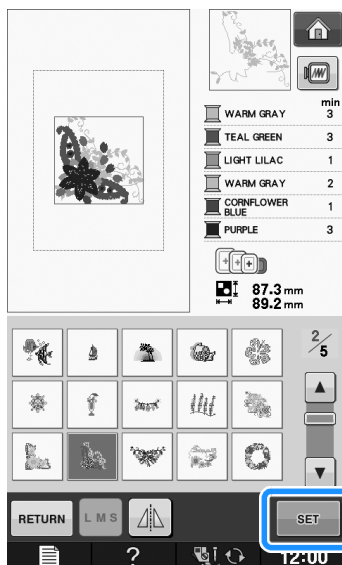 min
WARM GRAY 3
TEAL GREEN 3
LIGHT LILAC 1
WARM GRAY 2
CORNFLOWER
BLUE 1
PURPLE 3
87.3 mm
89.2 mm
2/5
RETURN
L M S
SET
?
12:00